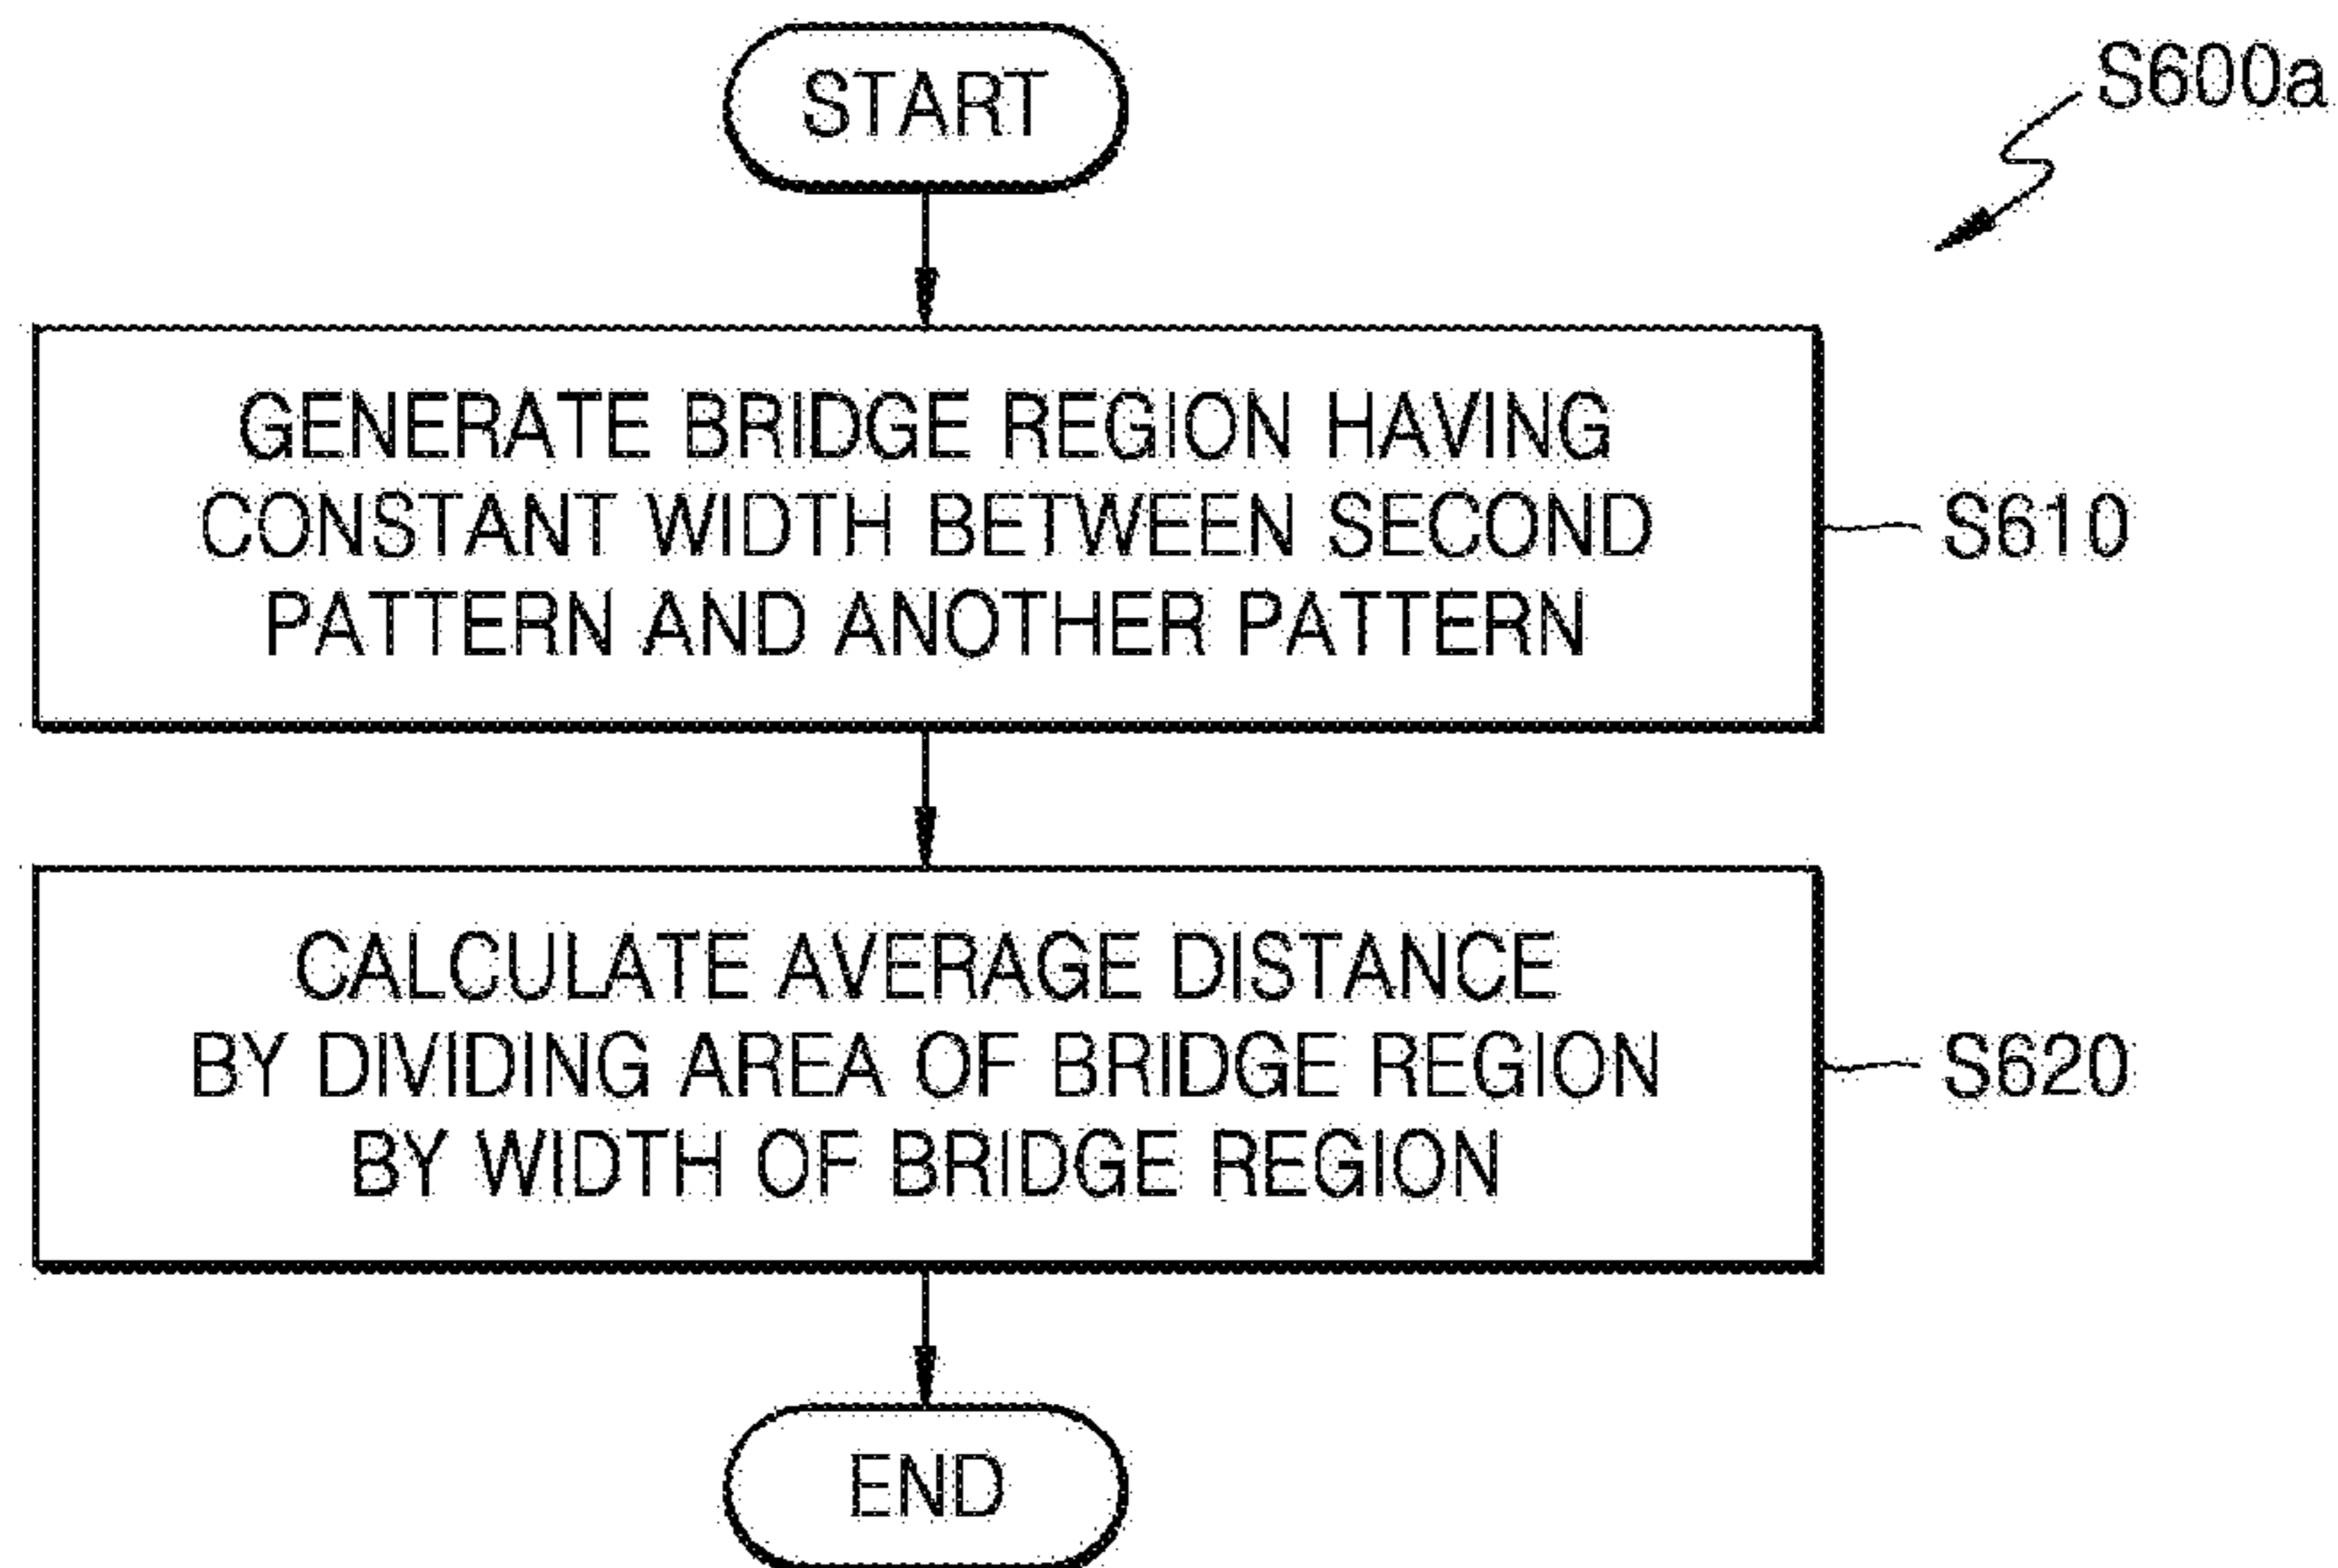 START
S600a
GENERATE BRIDGE REGION HAVING
CONSTANT WIDTH BETWEEN SECOND
PATTERN AND ANOTHER PATTERN
S610
CALCULATE AVERAGE DISTANCE
BY DIVIDING AREA OF BRIDGE REGION
BY WIDTH OF BRIDGE REGION
S620
END